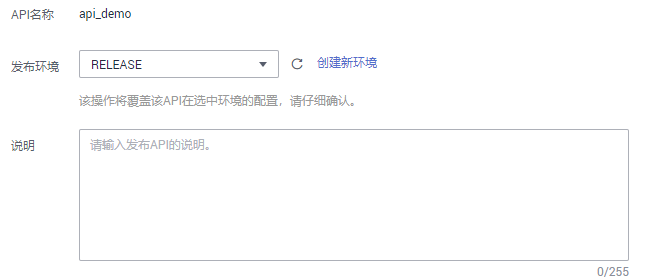 API名称 api_demo
发布环境 RELEASE 创建新环境
该操作将覆盖该API在选中环境的配置，请仔细确认。
说明 请输入发布API的说明。
0/255